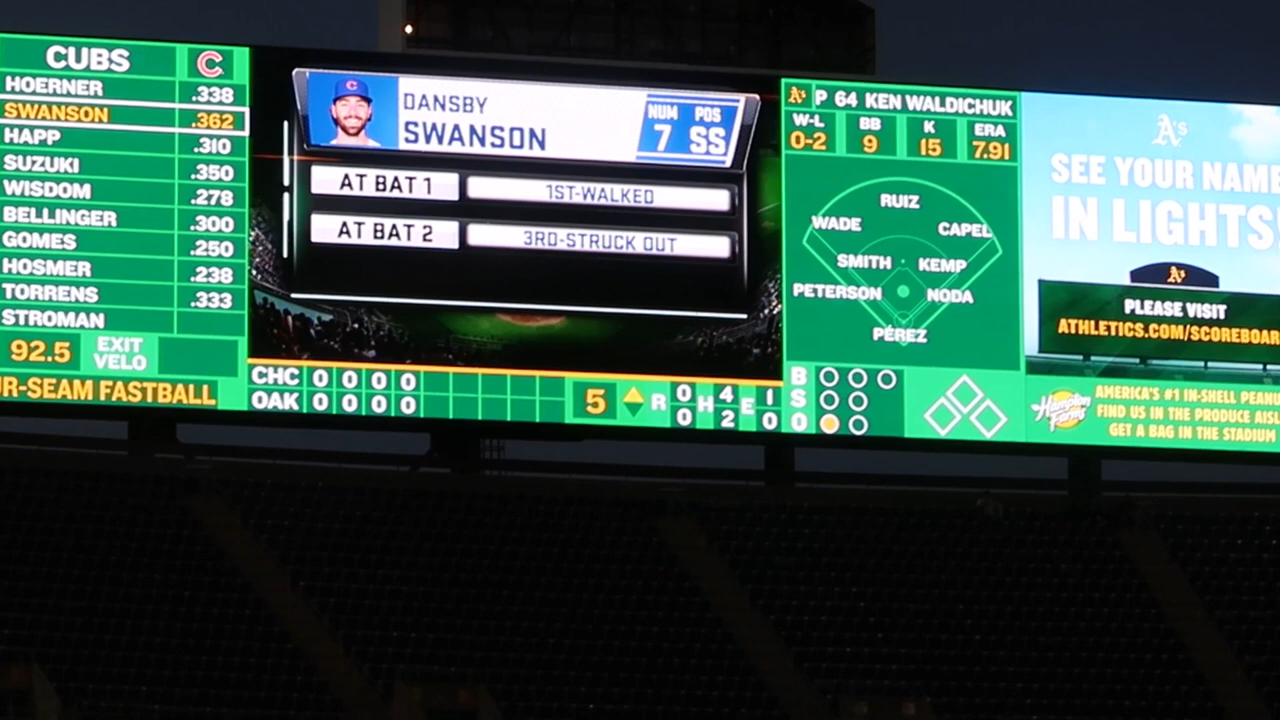 CUBS C
HOERNER .338
SWANSON .362
HAPP .310
SUZUKI .350
WISDOM .278
BELLINGER .300
GOMES .250
HOSMER .238
TORRENS .333
STROMAN
92.5 EXIT VELO
UR-SEAM FASTBALL
C
DANSBY
SWANSON
NUM POS
7 SS
AT BAT 1 1ST-WALKED
AT BAT 2 3RD-STRUCK OUT
CHC 0 0 0 0
OAK 0 0 0 0
5
R 0 0
H 4 2
E 1 0
A's P 64 KEN WALDICHUK
W-L BB K ERA
0-2 9 15 7.91
RUIZ
WADE CAPEL
SMITH KEMP
PETERSON NODA
PÉREZ
B
S
O
A's
SEE YOUR NAME
IN LIGHTS
A's
PLEASE VISIT
ATHLETICS.COM/SCOREBOAR
Hampton Farms
AMERICA'S #1 IN-SHELL PEANU
FIND US IN THE PRODUCE AISL
GET A BAG IN THE STADIUM